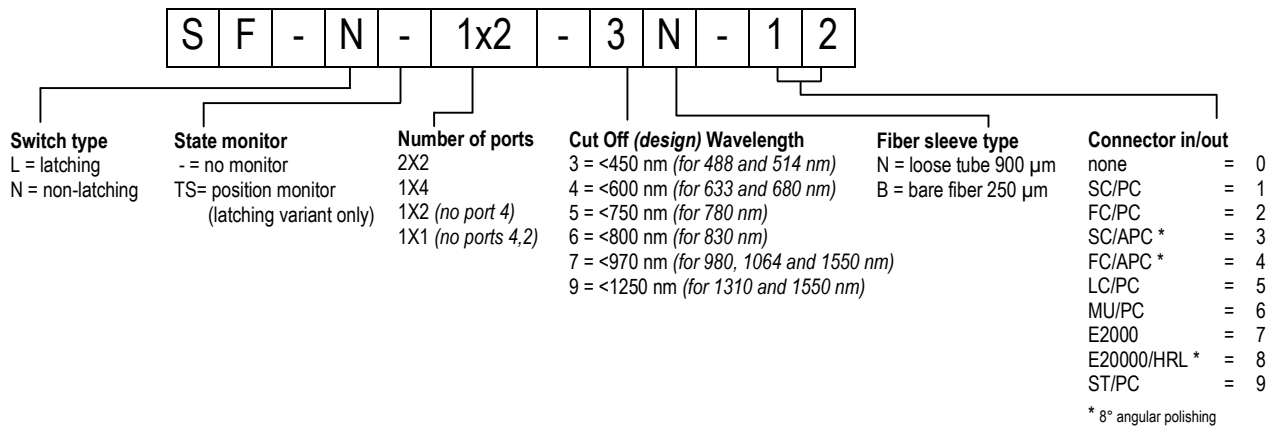 S F - N - 1x2 - 3 N - 1 2
Switch type
L = latching
N = non-latching
State monitor
- = no monitor
TS= position monitor
(latching variant only)
Number of ports
2X2
1X4
1X2 (no port 4)
1X1 (no ports 4,2)
Cut Off (design) Wavelength
3 = <450 nm (for 488 and 514 nm)
4 = <600 nm (for 633 and 680 nm)
5 = <750 nm (for 780 nm)
6 = <800 nm (for 830 nm)
7 = <970 nm (for 980, 1064 and 1550 nm)
9 = <1250 nm (for 1310 and 1550 nm)
Fiber sleeve type
N = loose tube 900 µm
B = bare fiber 250 µm
Connector in/out
none = 0
SC/PC = 1
FC/PC = 2
SC/APC * = 3
FC/APC * = 4
LC/PC = 5
MU/PC = 6
E2000 = 7
E20000/HRL * = 8
ST/PC = 9
* 8° angular polishing